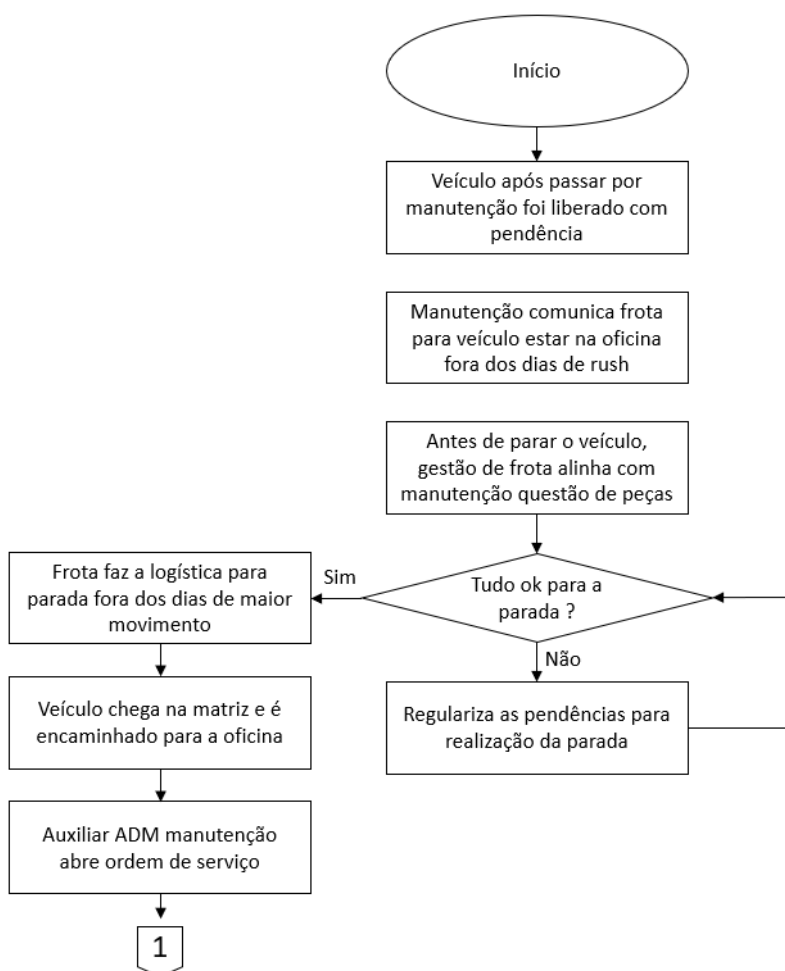 Início
Veículo após passar por
manutenção foi liberado com
pendência
Manutenção comunica frota
para veículo estar na oficina
fora dos dias de rush
Antes de parar o veículo,
gestão de frota alinha com
manutenção questão de peças
Tudo ok para a
parada ?
Sim
Não
Frota faz a logística para
parada fora dos dias de maior
movimento
Regulariza as pendências para
realização da parada
Veículo chega na matriz e é
encaminhado para a oficina
Auxiliar ADM manutenção
abre ordem de serviço
1